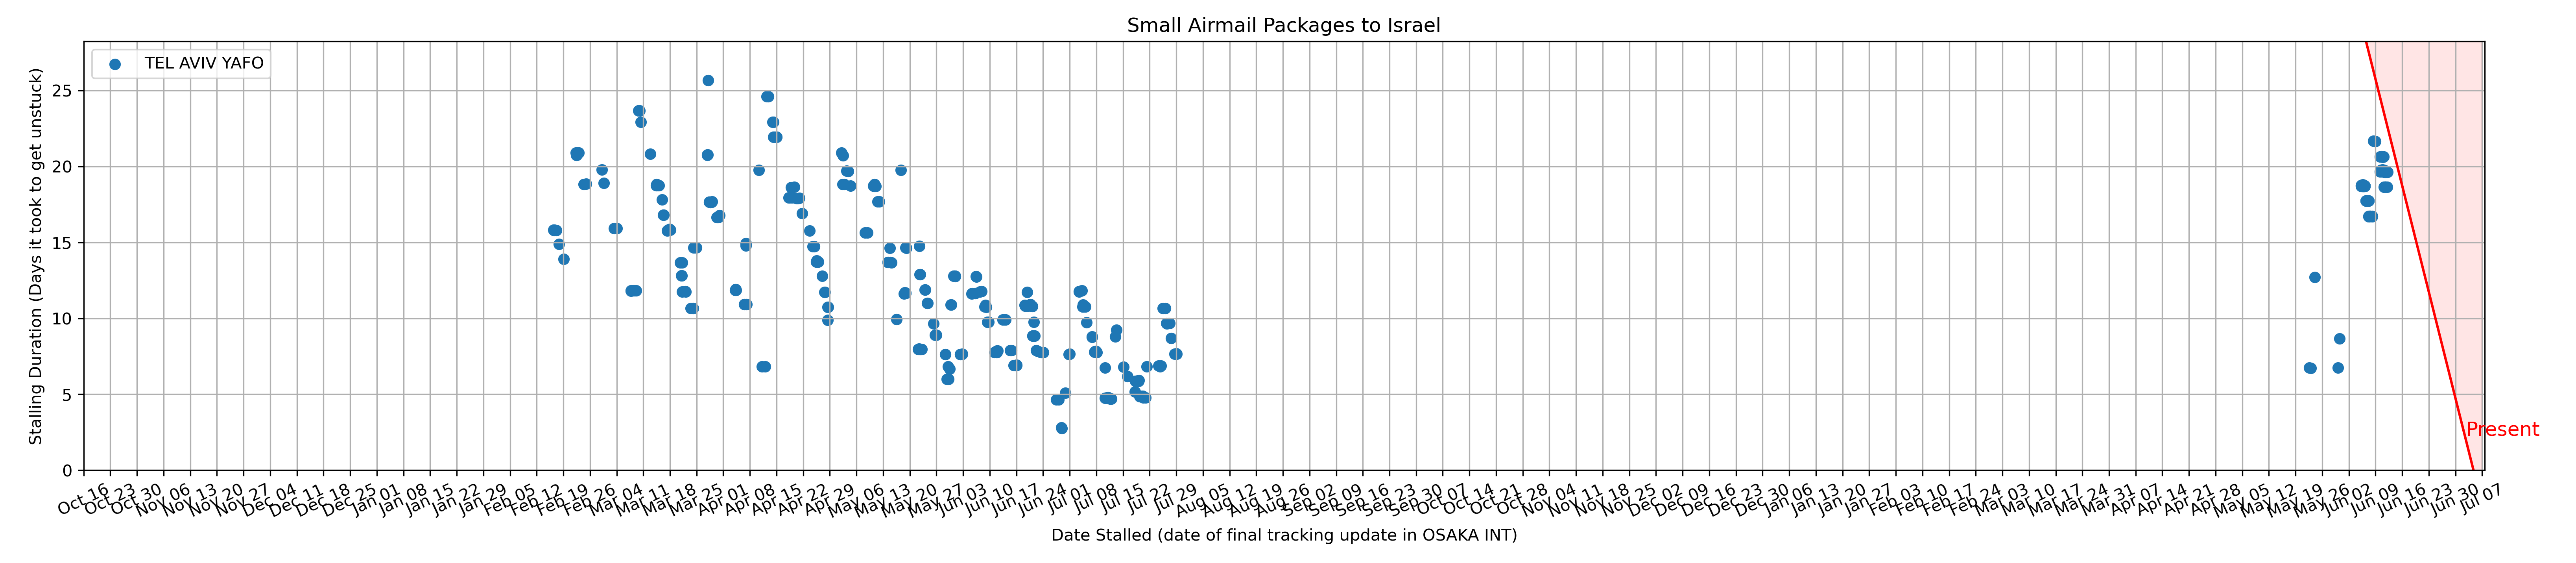 Small Airmail Packages to Israel
TEL AVIV YAFO
Stalling Duration (Days it took to get unstuck)
25
20
15
10
5
0
Present
Oct 16
Oct 23
Oct 30
Nov 06
Nov 13
Nov 20
Nov 27
Dec 04
Dec 11
Dec 18
Dec 25
Jan 01
Jan 08
Jan 15
Jan 22
Jan 29
Feb 05
Feb 12
Feb 19
Feb 26
Mar 04
Mar 11
Mar 18
Mar 25
Apr 01
Apr 08
Apr 15
Apr 22
Apr 29
May 06
May 13
May 20
May 27
Jun 03
Jun 10
Jun 17
Jun 24
Jul 01
Jul 08
Jul 15
Jul 22
Jul 29
Aug 05
Aug 12
Aug 19
Aug 26
Sep 02
Sep 09
Sep 16
Sep 23
Sep 30
Oct 07
Oct 14
Oct 21
Oct 28
Nov 04
Nov 11
Nov 18
Nov 25
Dec 02
Dec 09
Dec 16
Dec 23
Dec 30
Jan 06
Jan 13
Jan 20
Jan 27
Feb 03
Feb 10
Feb 17
Feb 24
Mar 03
Mar 10
Mar 17
Mar 24
Mar 31
Apr 07
Apr 14
Apr 21
Apr 28
May 05
May 12
May 19
May 26
Jun 02
Jun 09
Jun 16
Jun 23
Jun 30
Jul 07
Date Stalled (date of final tracking update in OSAKA INT)